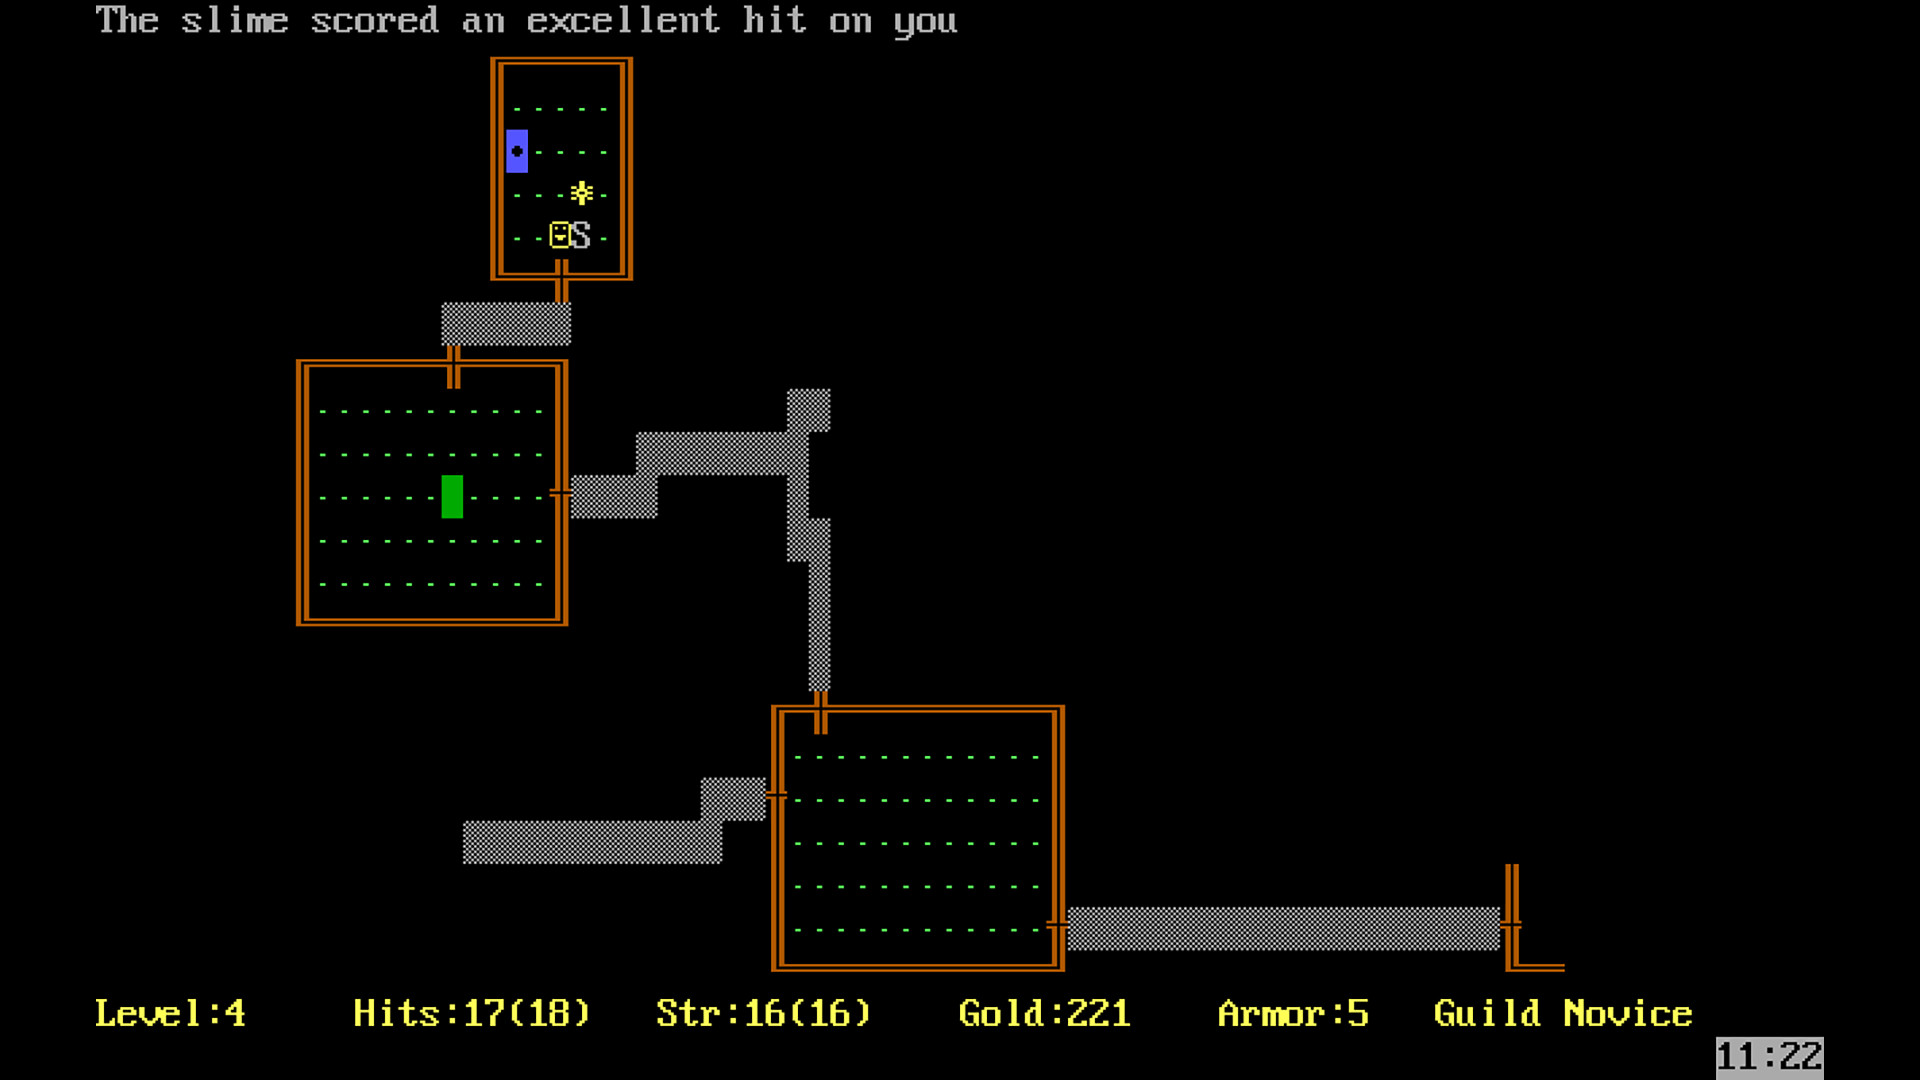 The slime scored an excellent hit on you
S
Level:4 Hits:17(18) Str:16(16) Gold:221 Armor:5 Guild Novice
11:22